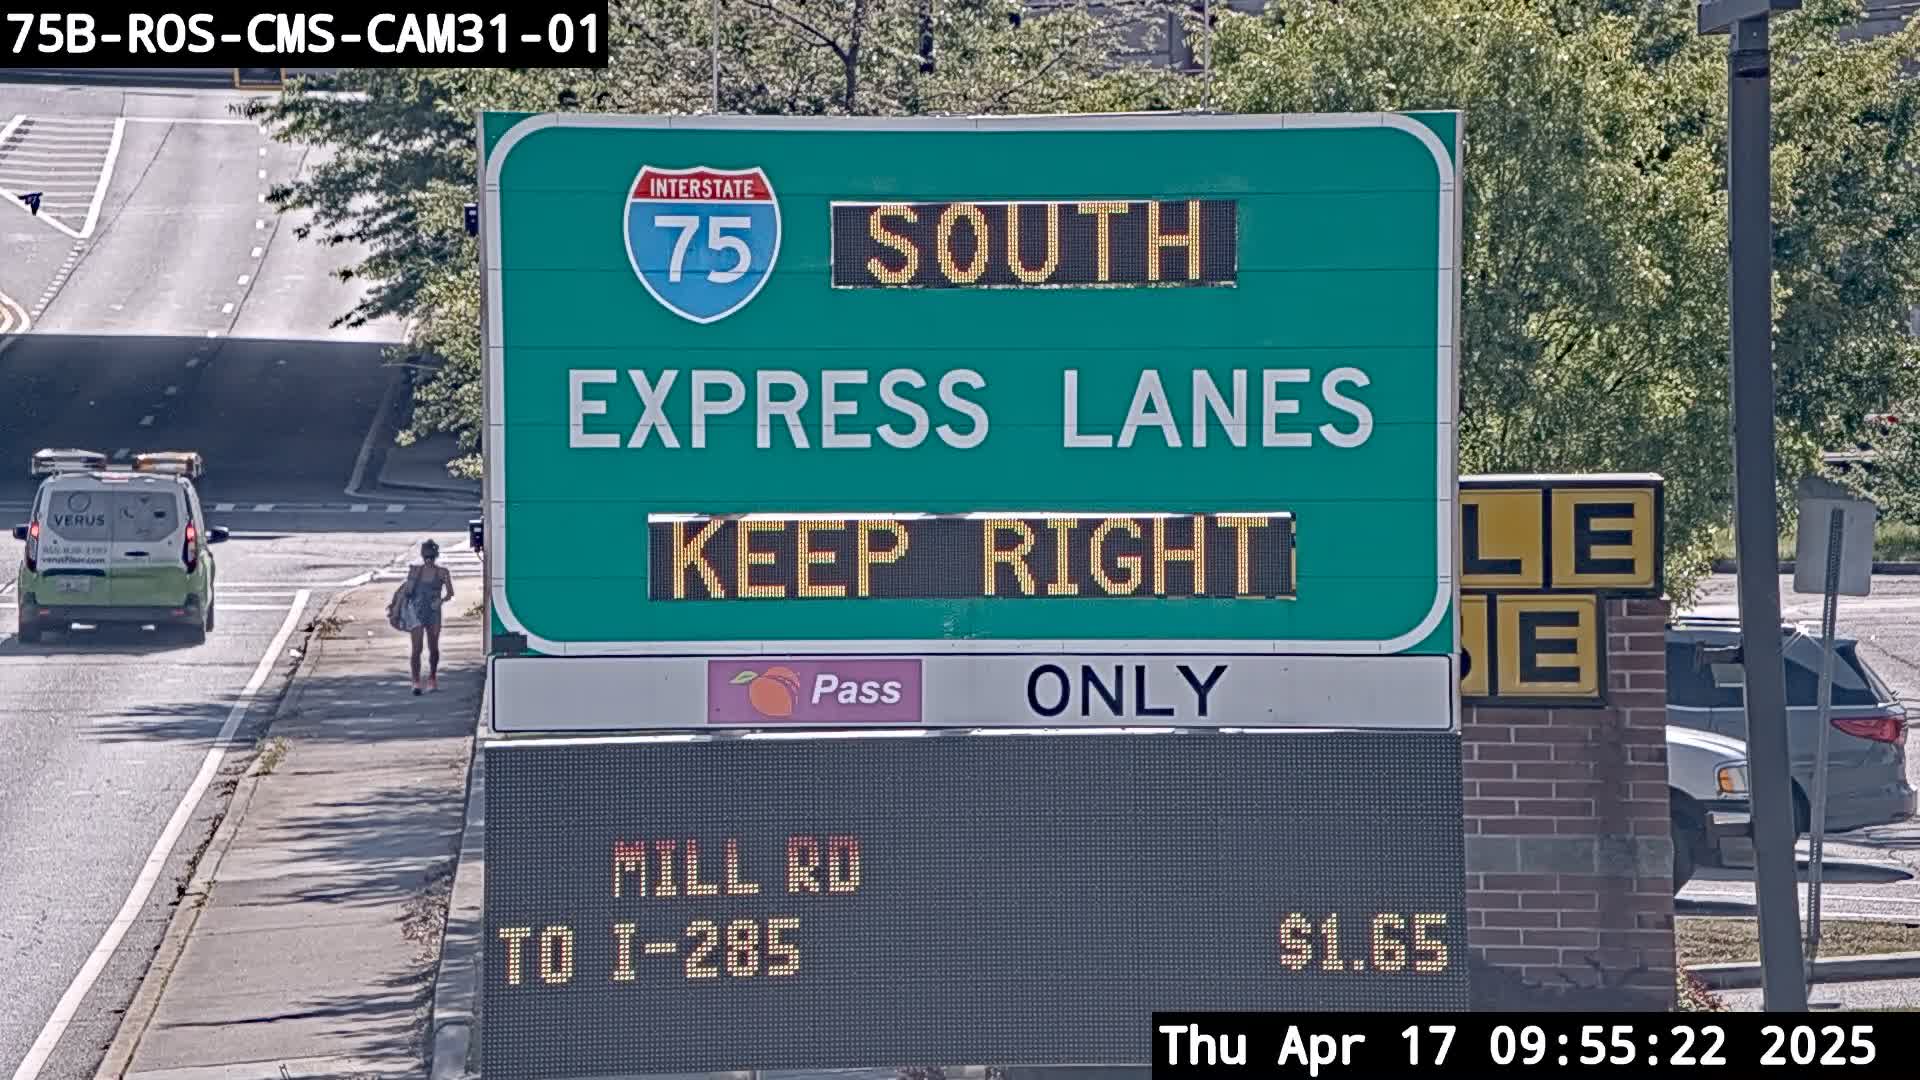 75B-ROS-CMS-CAM31-01
INTERSTATE
75
SOUTH
EXPRESS LANES
KEEP RIGHT
Pass ONLY
MILL RD
TO I-285 $1.65
VERUS
LE
E
Thu Apr 17 09:55:22 2025